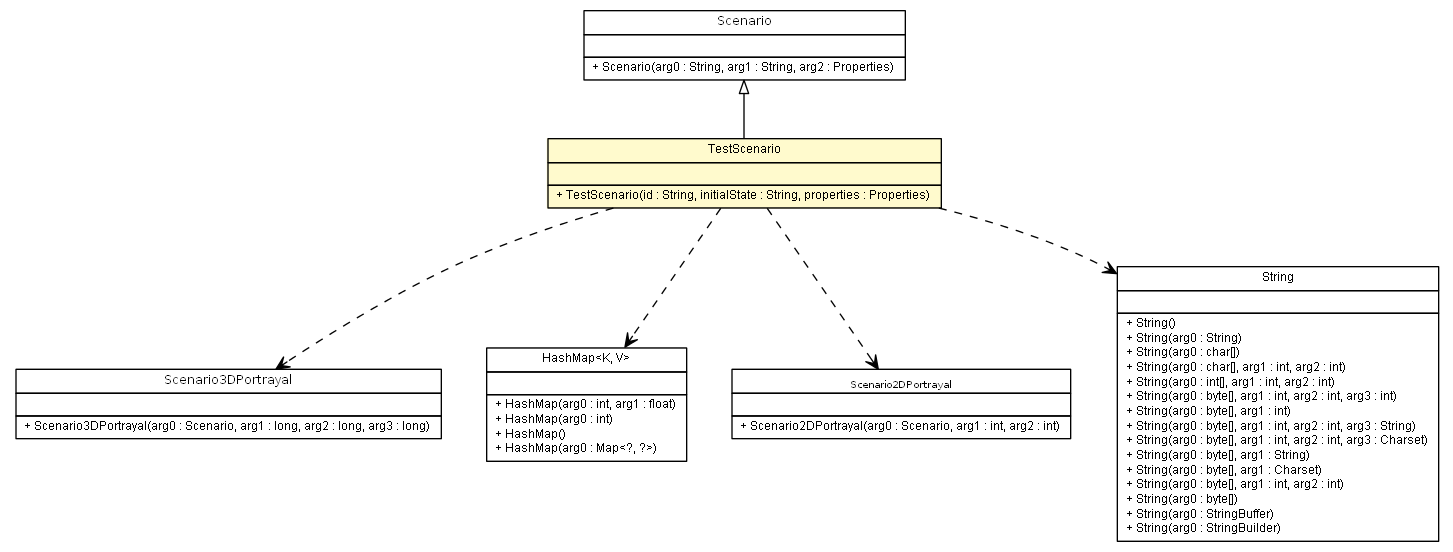 Scenario
+ Scenario(arg0 : String, arg1 : String, arg2 : Properties)
TestScenario
+ TestScenario(id : String, initialState : String, properties : Properties)
Scenario3DPortrayal
+ Scenario3DPortrayal(arg0 : Scenario, arg1 : long, arg2 : long, arg3 : long)
HashMap<K, V>
+ HashMap(arg0 : int, arg1 : float)
+ HashMap(arg0 : int)
+ HashMap()
+ HashMap(arg0 : Map<?, ?>)
Scenario2DPortrayal
+ Scenario2DPortrayal(arg0 : Scenario, arg1 : int, arg2 : int)
String
+ String()
+ String(arg0 : String)
+ String(arg0 : char[])
+ String(arg0 : char[], arg1 : int, arg2 : int)
+ String(arg0 : int[], arg1 : int, arg2 : int)
+ String(arg0 : byte[], arg1 : int, arg2 : int, arg3 : int)
+ String(arg0 : byte[], arg1 : int)
+ String(arg0 : byte[], arg1 : int, arg2 : int, arg3 : String)
+ String(arg0 : byte[], arg1 : int, arg2 : int, arg3 : Charset)
+ String(arg0 : byte[], arg1 : String)
+ String(arg0 : byte[], arg1 : Charset)
+ String(arg0 : byte[], arg1 : int, arg2 : int)
+ String(arg0 : byte[])
+ String(arg0 : StringBuffer)
+ String(arg0 : StringBuilder)